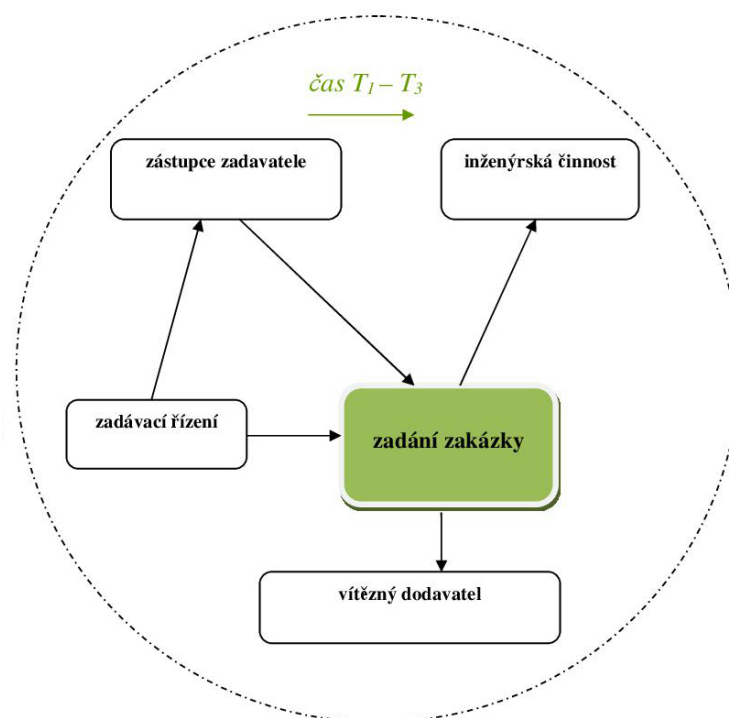 čas T₁ – T₃
zástupce zadavatele
inženýrská činnost
zadávací řízení
zadání zakázky
vítězný dodavatel